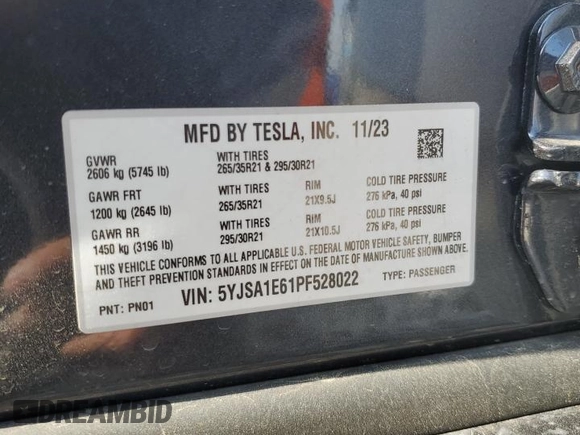 MFD BY TESLA, INC. 11/23
GVWR WITH TIRES
2606 kg (5745 lb) 265/35R21 & 295/30R21
GAWR FRT WITH TIRES RIM COLD TIRE PRESSURE
1200 kg (2645 lb) 265/35R21 21X9.5J 276 kPa, 40 psi
GAWR RR WITH TIRES RIM COLD TIRE PRESSURE
1450 kg (3196 lb) 295/30R21 21X10.5J 276 kPa, 40 psi
THIS VEHICLE CONFORMS TO ALL APPLICABLE U.S. FEDERAL MOTOR VEHICLE SAFETY, BUMPER
AND THEFT PREVENTION STANDARDS IN EFFECT ON THE DATE OF MANUFACTURE SHOWN ABOVE.
PNT: PN01 VIN: 5YJSA1E61PF528022 TYPE: PASSENGER
DREAMBID